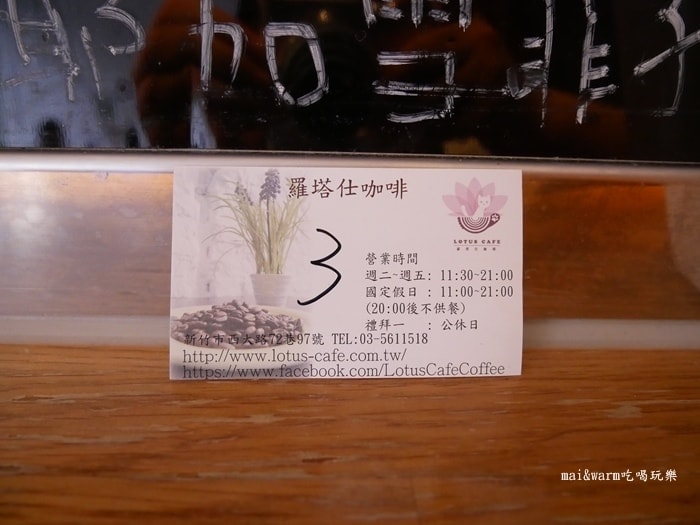 加
羅塔仕咖啡
LOTUS CAFE
3
營業時間
週二~週五: 11:30~21:00
國定假日 : 11:00~21:00
(20:00後不供餐)
禮拜一 : 公休日
新竹市西大路72巷97號 TEL:03-5611518
http://www.lotus-cafe.com.tw/
https://www.facebook.com/LotusCafeCoffee
mai&warm吃喝玩樂